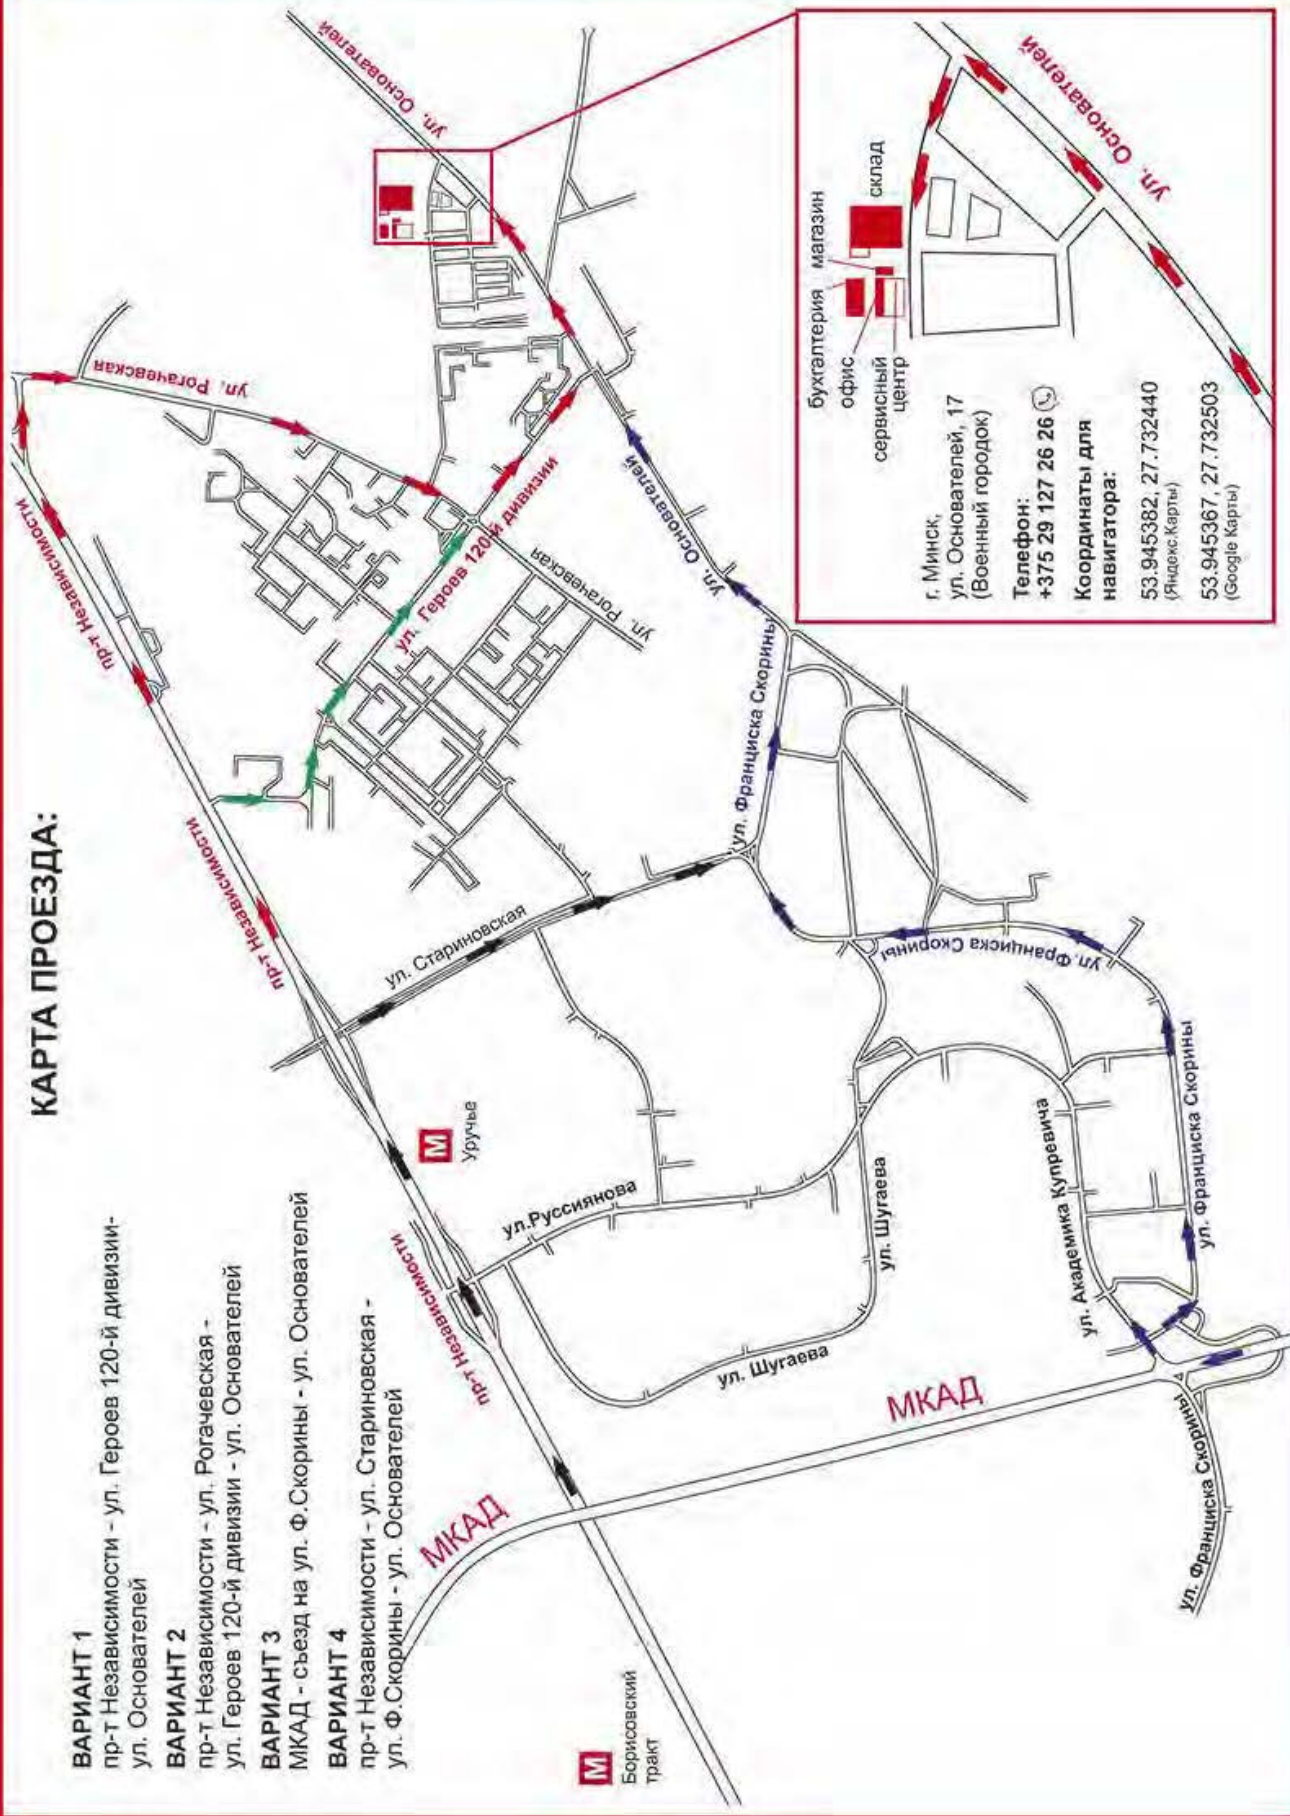 КАРТА ПРОЕЗДА:
ВАРИАНТ 1
пр-т Независимости - ул. Героев 120-й дивизии-
ул. Основателей
ВАРИАНТ 2
пр-т Независимости - ул. Рогачевская -
ул. Героев 120-й дивизии - ул. Основателей
ВАРИАНТ 3
МКАД - съезд на ул. Ф.Скорины - ул. Основателей
ВАРИАНТ 4
пр-т Независимости - ул. Стариновская -
ул. Ф.Скорины - ул. Основателей
М
Борисовский
тракт
МКАД
МКАД
пр-т Независимости
М
Уручье
пр-т Независимости
пр-т Независимости
ул. Рогачевская
ул. Основателей
ул. Героев 120-й дивизии
ул. Рогачевская
ул. Стариновская
ул.Руссиянова
ул. Шугаева
ул. Шугаева
ул. Академика Купревича
ул. Франциска Скорины
ул. Франциска Скорины
ул.Франциска Скорины
ул. Франциска Скорины
ул. Основателей
бухгалтерия
магазин
офис
склад
сервисный
центр
ул. Основателей
г. Минск,
ул. Основателей, 17
(Военный городок)
Телефон:
+375 29 127 26 26
Координаты для
навигатора:
53.945382, 27.732440
(Яндекс.Карты)
53.945367, 27.732503
(Google Карты)